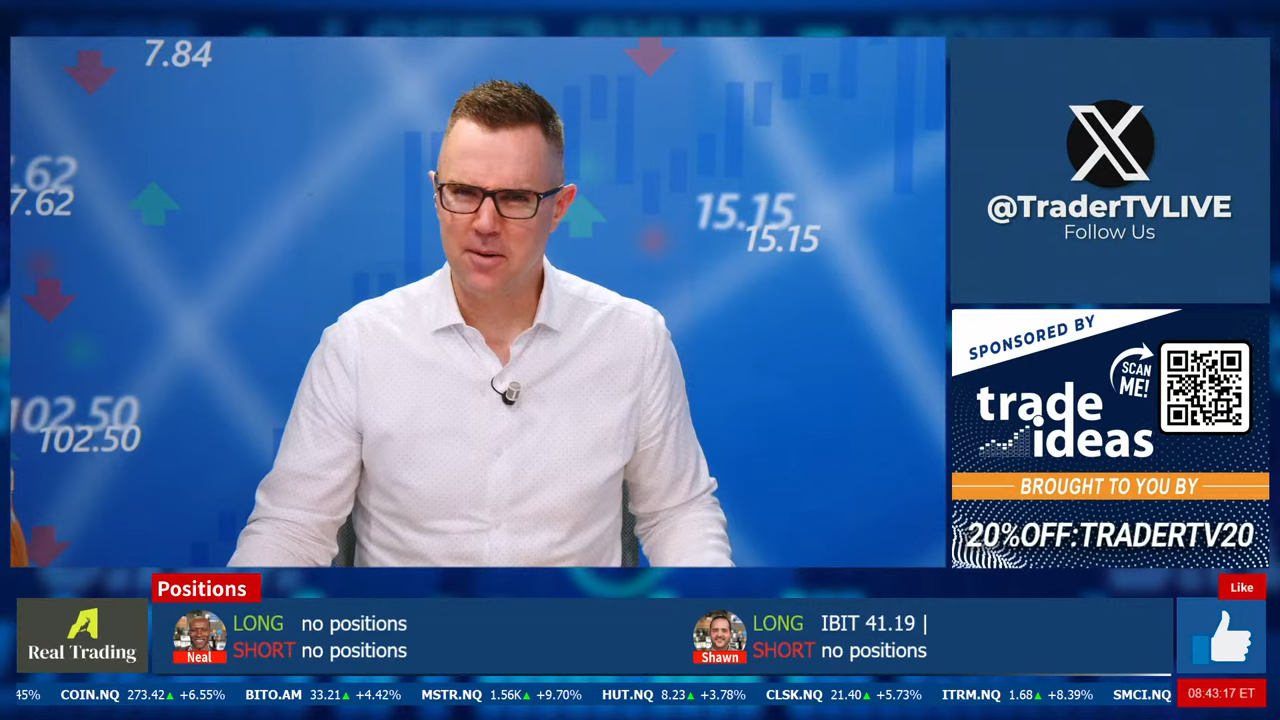 7.84
7.62
7.62
15.15
15.15
102.50
102.50
@TraderTVLIVE
Follow Us
SPONSORED BY
SCAN
ME!
trade
ideas
BROUGHT TO YOU BY
20%OFF:TRADERTV20
Positions
Like
Real Trading
LONG no positions
SHORT no positions
Neal
LONG IBIT 41.19 |
SHORT no positions
Shawn
45% COIN.NQ 273.42 +6.55% BITO.AM 33.21 +4.42% MSTR.NQ 1.56K +9.70% HUT.NQ 8.23 +3.78% CLSK.NQ 21.40 +5.73% ITRM.NQ 1.68 +8.39% SMCI.NQ
08:43:17 ET